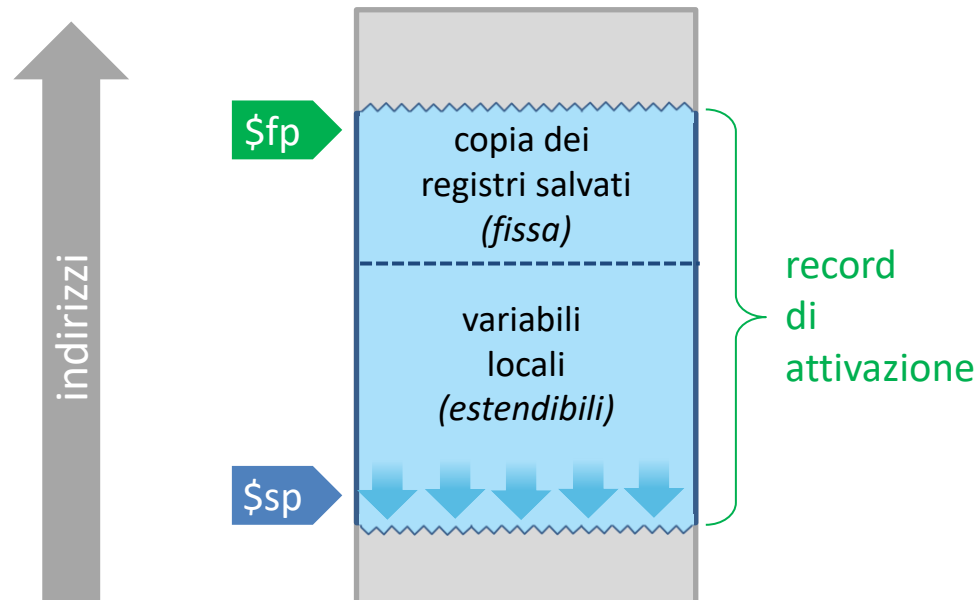 $fp
copia dei
registri salvati
(fissa)
indirizzi
variabili
locali
(estendibili)
$sp
record
di
attivazione